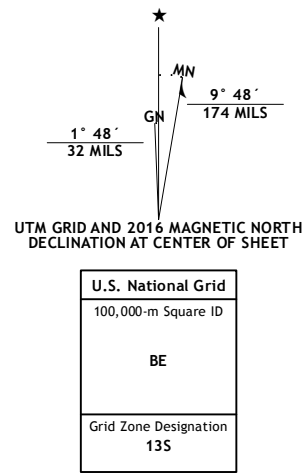 ★
MN
GN
9° 48´
174 MILS
1° 48´
32 MILS
UTM GRID AND 2016 MAGNETIC NORTH
DECLINATION AT CENTER OF SHEET
U.S. National Grid
100,000-m Square ID
BE
Grid Zone Designation
13S